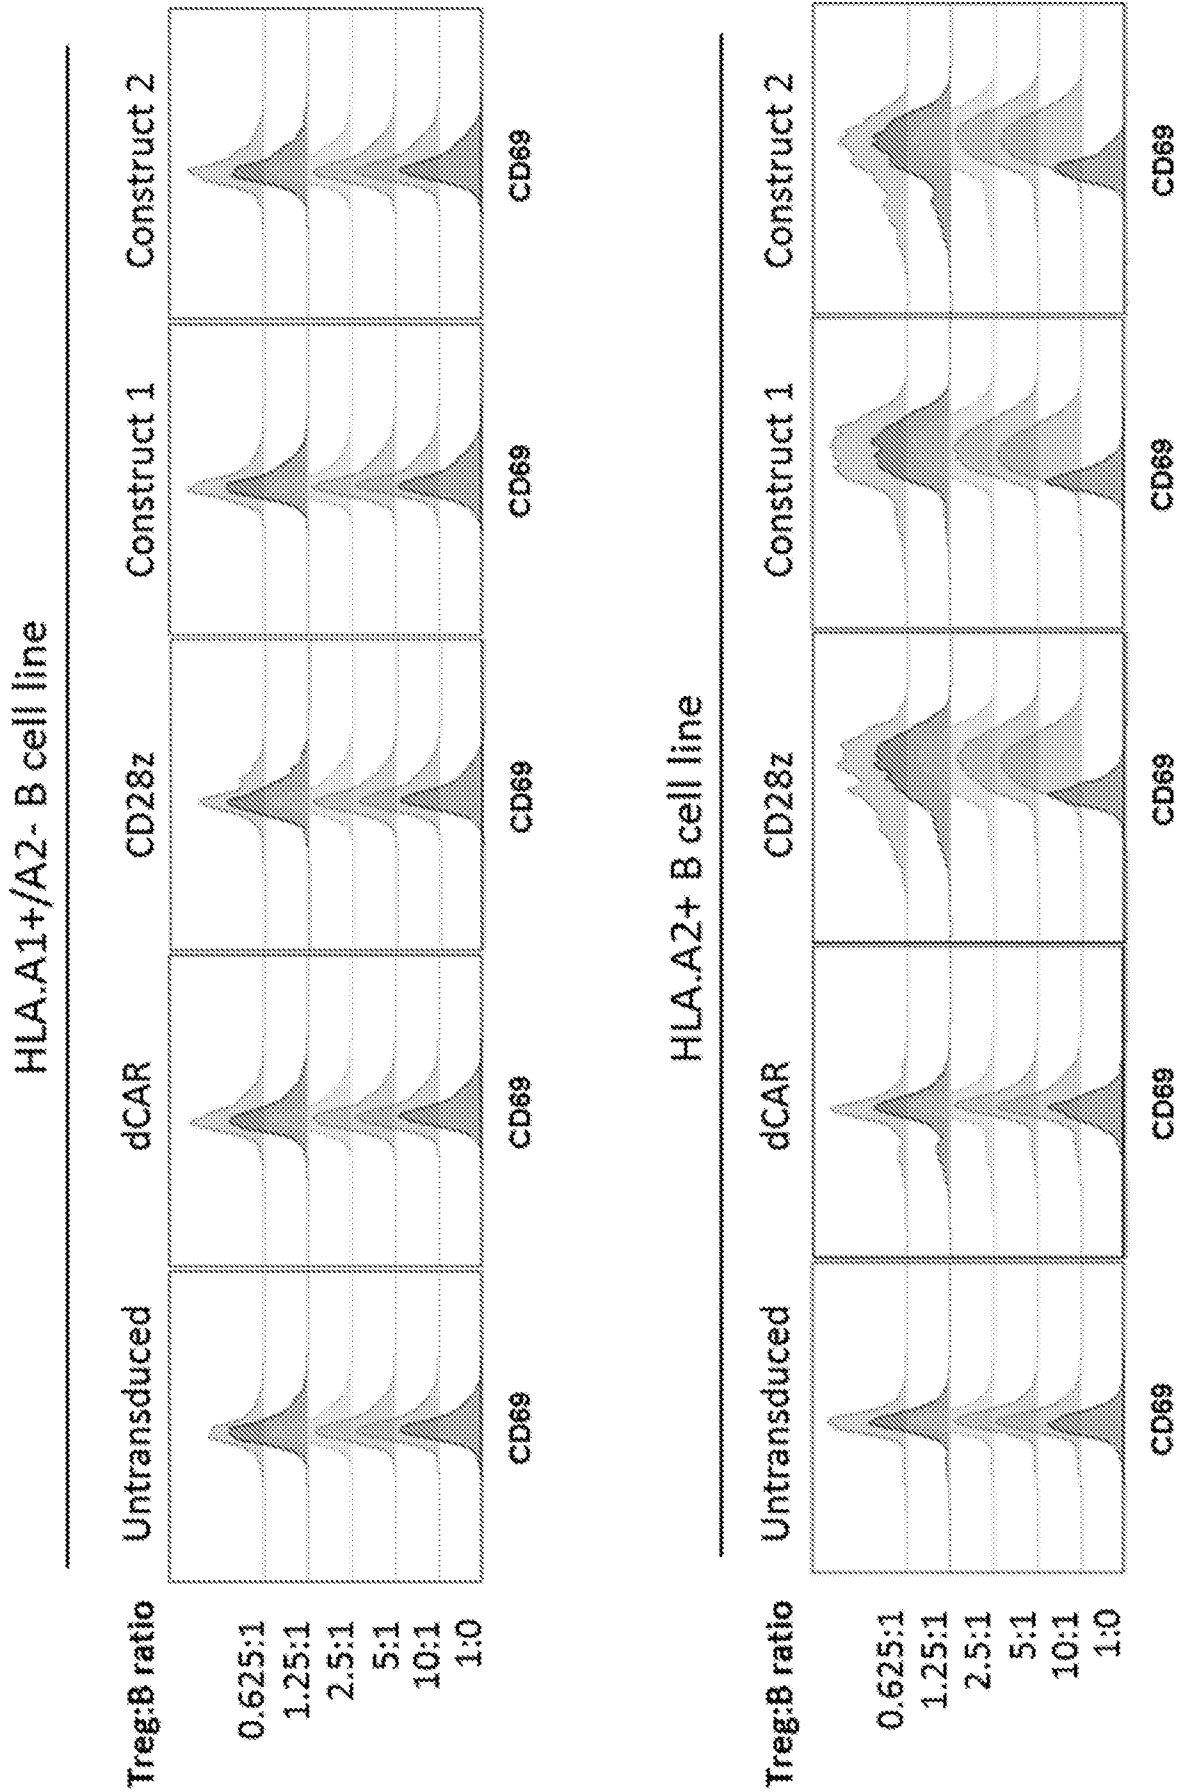 HLA.A1+/A2- B cell line
Untransduced dCAR CD28z Construct 1 Construct 2
Treg:B ratio
0.625:1
1.25:1
2.5:1
5:1
10:1
1:0
CD69 CD69 CD69 CD69 CD69
HLA.A2+ B cell line
Untransduced dCAR CD28z Construct 1 Construct 2
Treg:B ratio
0.625:1
1.25:1
2.5:1
5:1
10:1
1:0
CD69 CD69 CD69 CD69 CD69